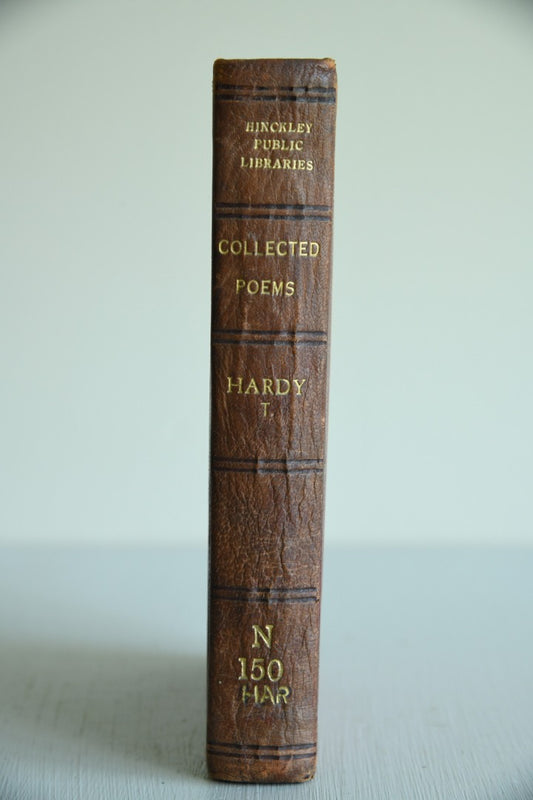 HINCKLEY
PUBLIC
LIBRARIES
COLLECTED
POEMS
HARDY
T.
N
150
HAR